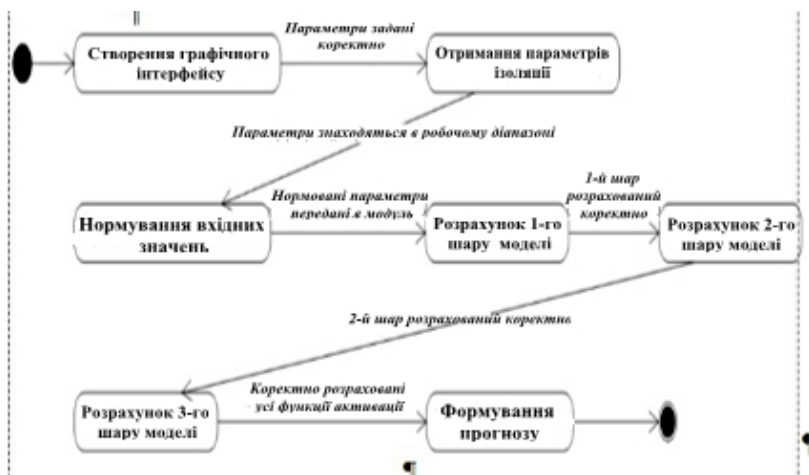 Параметри задані
коректно
Створення графічного
інтерфейсу
Отримання параметрів
ізоляції
Параметри знаходяться в робочому діапазоні
Нормовані параметри
передані в модуль
1-й шар
розрахований
коректно
Нормування вхідних
значень
Розрахунок 1-го
шару моделі
Розрахунок 2-го
шару моделі
2-й шар розрахований коректно
Коректно розраховані
усі функції активації
Розрахунок 3-го
шару моделі
Формування
прогнозу
¶
¶